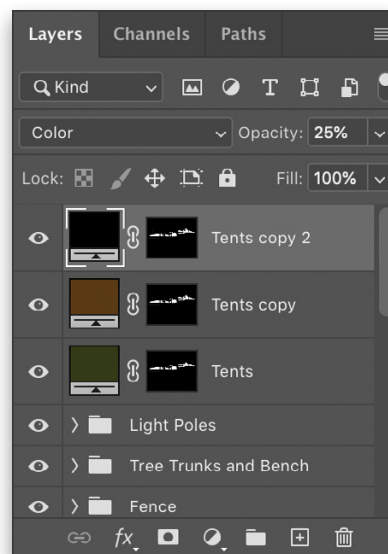 Layers Channels Paths
Kind T
Color Opacity: 25%
Lock: Fill: 100%
Tents copy 2
Tents copy
Tents
Light Poles
Tree Trunks and Bench
Fence
fx